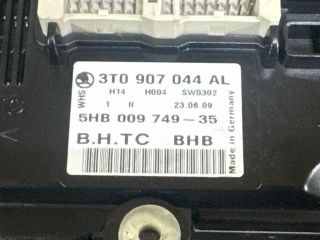 WHS 3T0 907 044 AL
H14 H004 SW0302
1 II 23.06.09
5HB 009 749-35
B.H.TC BHB
Made in Germany